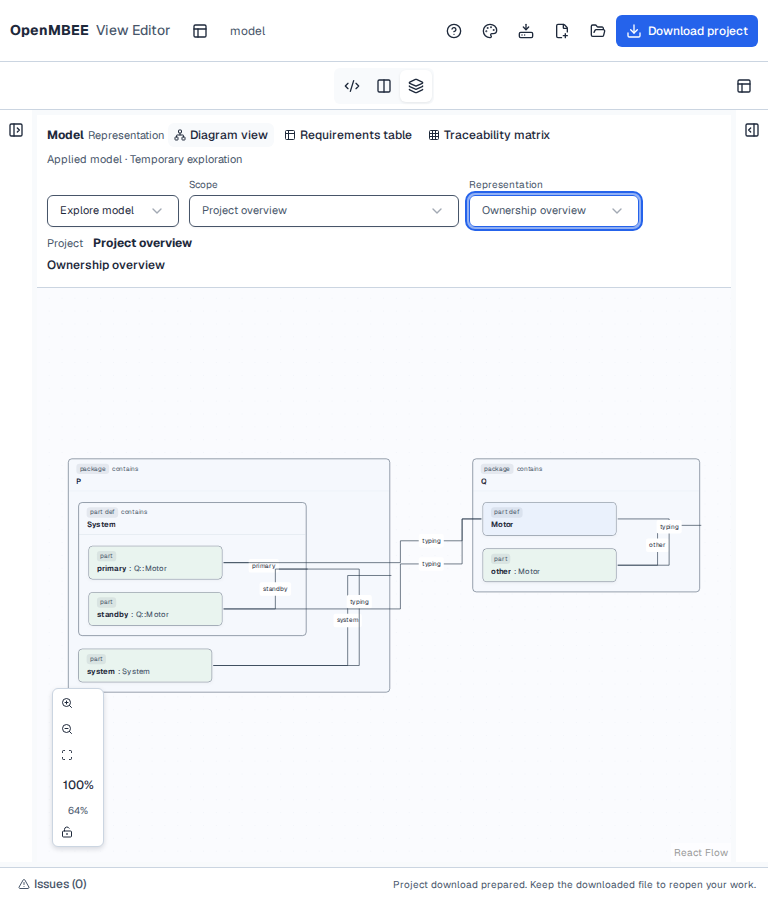 OpenMBEE View Editor model Download project
Model Representation Diagram view Requirements table Traceability matrix
Applied model · Temporary exploration
Scope Representation
Explore model Project overview Ownership overview
Project Project overview
Ownership overview
package contains
P
part def contains
System
part
primary : Q::Motor
part
standby : Q::Motor
part
system : System
primary
standby
typing
system
typing
typing
package contains
Q
part def
Motor
part
other : Motor
typing
other
100%
64%
React Flow
Issues (0) Project download prepared. Keep the downloaded file to reopen your work.